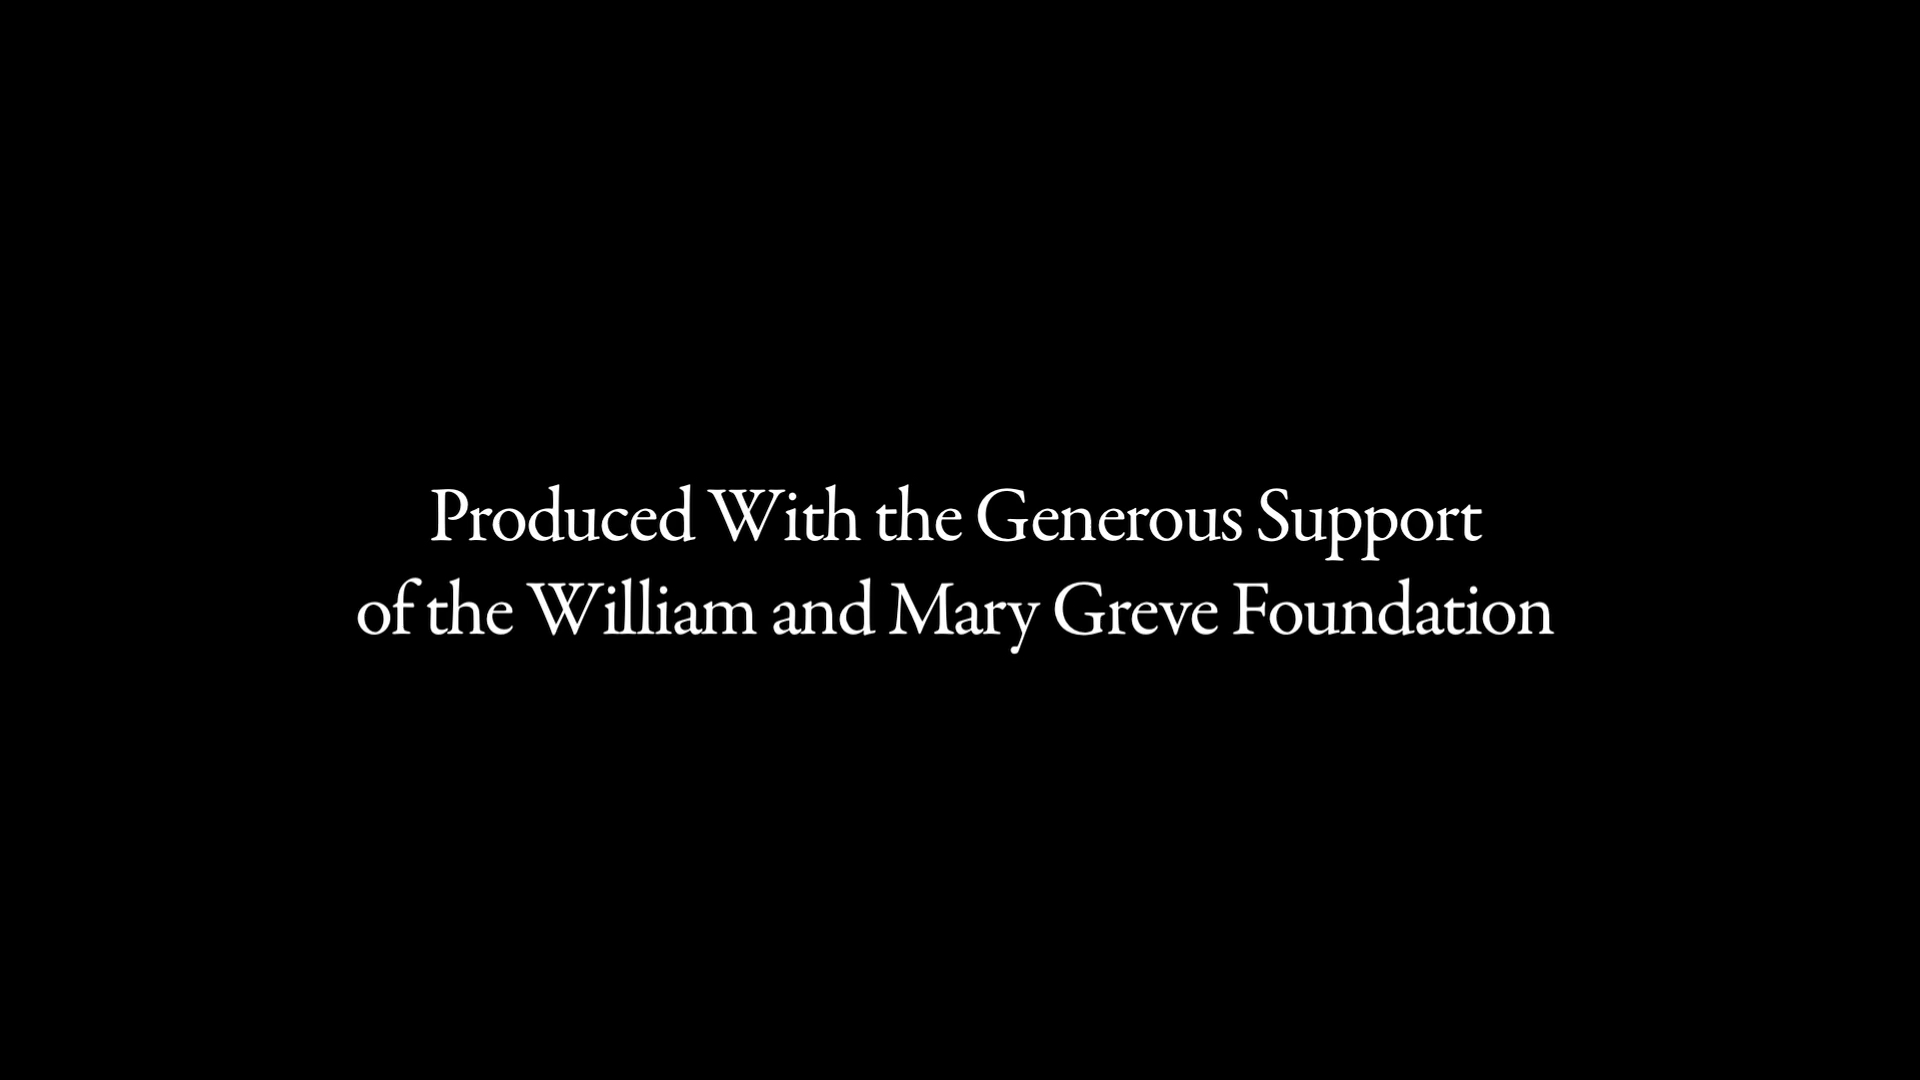 Produced With the Generous Support
of the William and Mary Greve Foundation